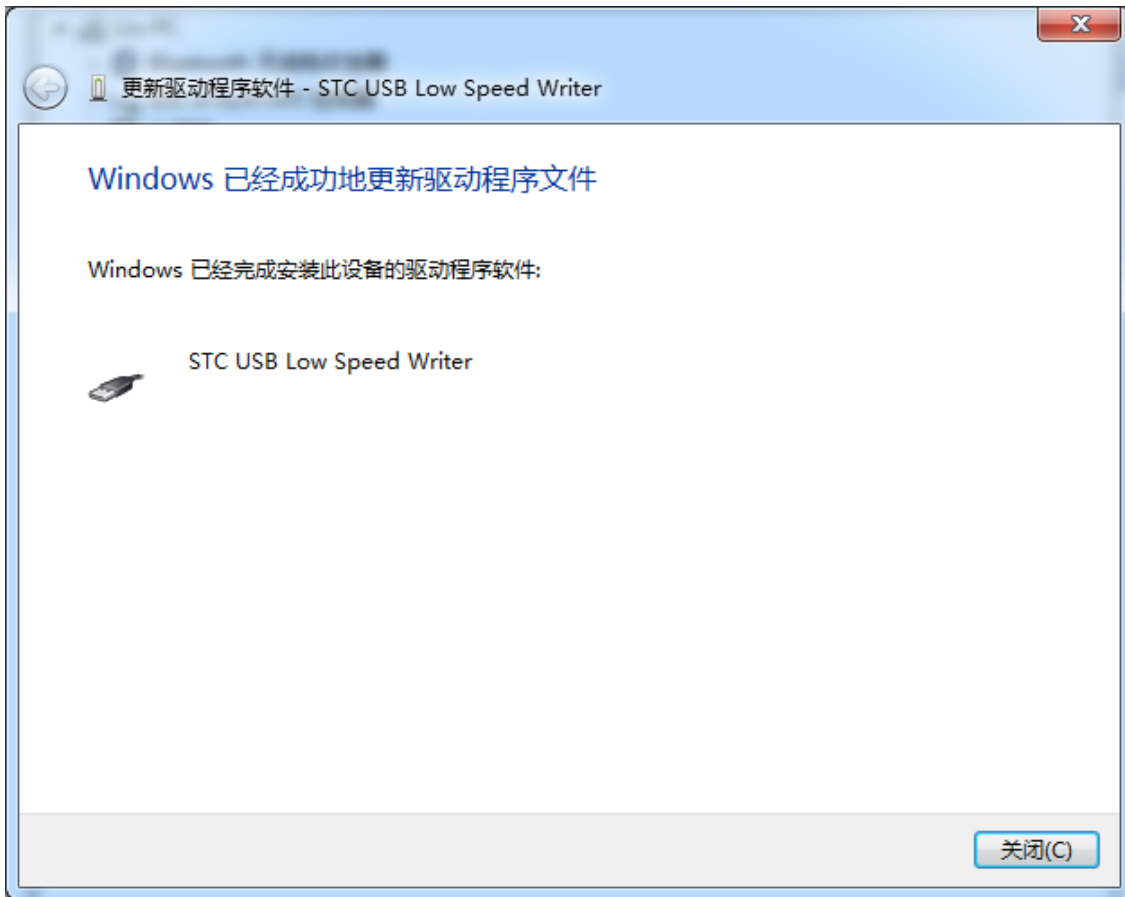 更新驱动程序软件 - STC USB Low Speed Writer
Windows 已经成功地更新驱动程序文件
Windows 已经完成安装此设备的驱动程序软件:
STC USB Low Speed Writer
关闭(C)